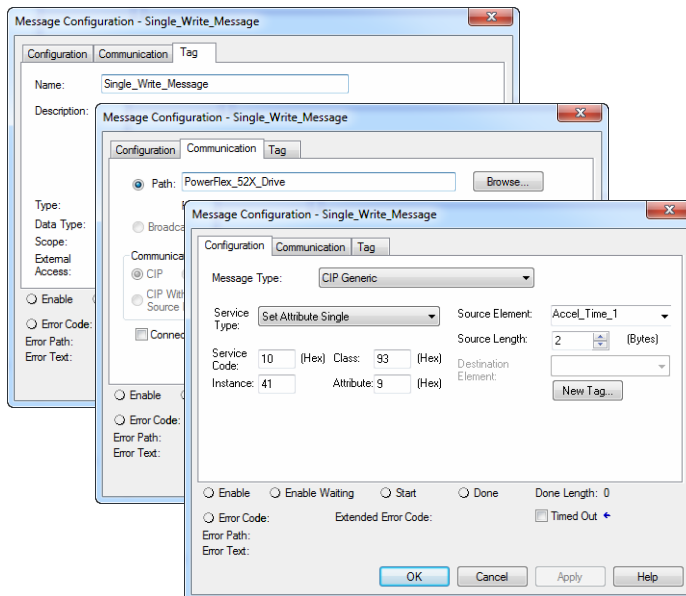 Message Configuration - Single_Write_Message
Configuration Communication Tag
Name: Single_Write_Message
Description:
Type:
Data Type:
Scope:
External
Access:
Enable
Error Code:
Error Path:
Error Text:
Message Configuration - Single_Write_Message
Configuration Communication Tag
Path: PowerFlex_52X_Drive Browse...
Broadca
Communica
CIP
CIP Wit
Source
Connec
Enable
Error Code:
Error Path:
Error Text:
Message Configuration - Single_Write_Message
Configuration Communication Tag
Message Type: CIP Generic
Service
Type: Set Attribute Single Source Element: Accel_Time_1
Source Length: 2 (Bytes)
Service
Code: 10 (Hex) Class: 93 (Hex) Destination
Element:
Instance: 41 Attribute: 9 (Hex) New Tag...
Enable Enable Waiting Start Done Done Length: 0
Error Code: Extended Error Code: Timed Out
Error Path:
Error Text:
OK Cancel Apply Help